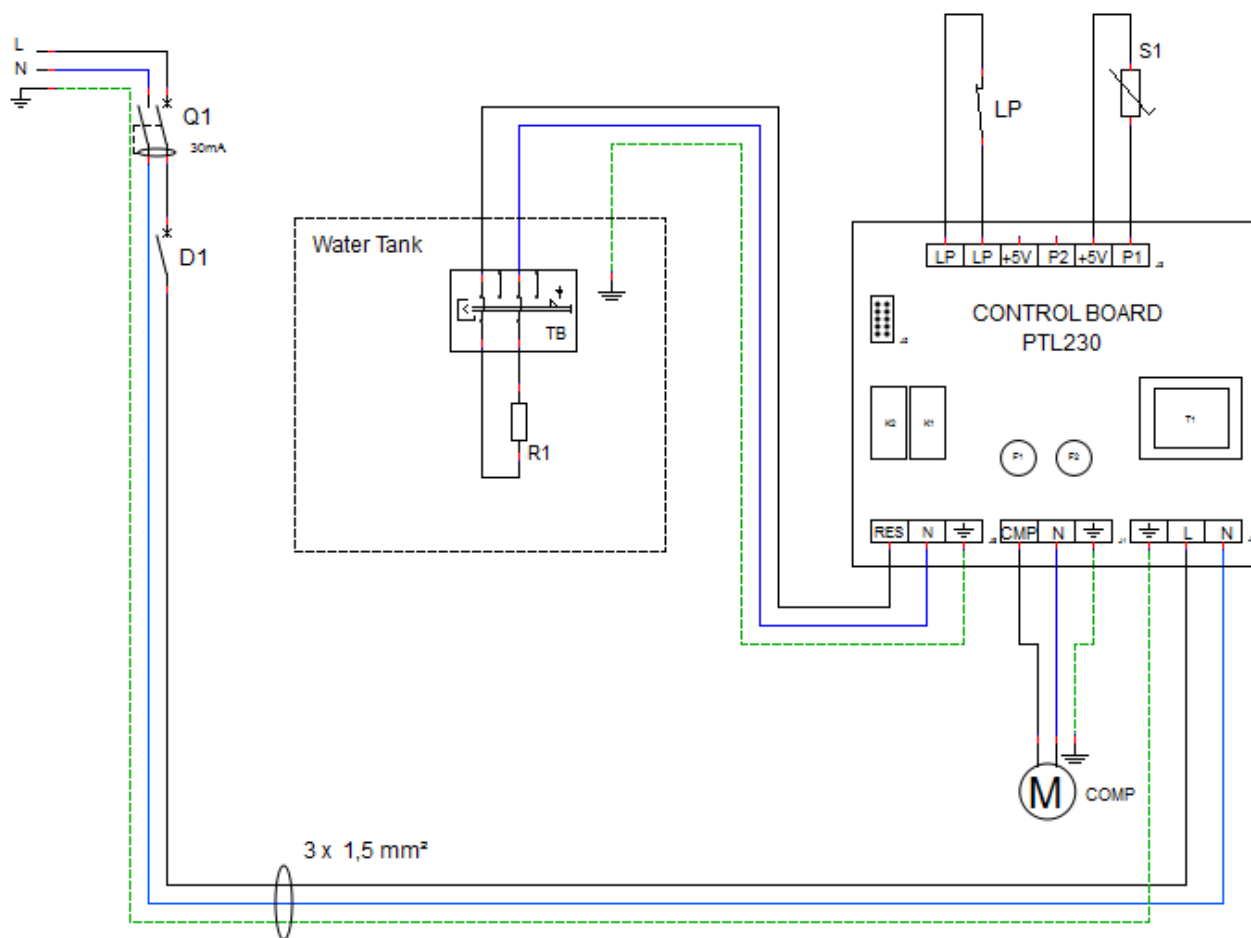 L
N
Q1
30mA
D1
S1
LP
Water Tank
TB
R1
LP LP +5V P2 +5V P1
CONTROL BOARD
PTL230
K2 K1
T1
F1 F2
RES N CMP N L N
M COMP
3 x 1,5 mm²